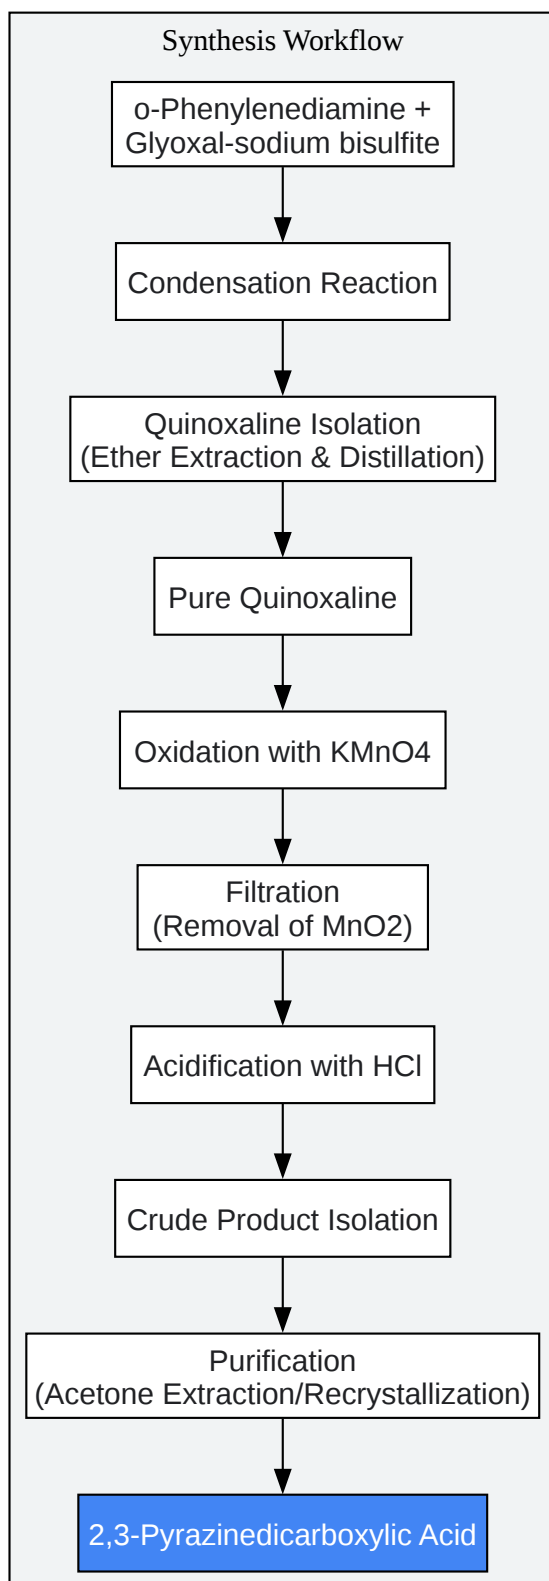 Synthesis Workflow
o-Phenylenediamine +
Glyoxal-sodium bisulfite
Condensation Reaction
Quinoxaline Isolation
(Ether Extraction & Distillation)
Pure Quinoxaline
Oxidation with KMnO4
Filtration
(Removal of MnO2)
Acidification with HCl
Crude Product Isolation
Purification
(Acetone Extraction/Recrystallization)
2,3-Pyrazinedicarboxylic Acid